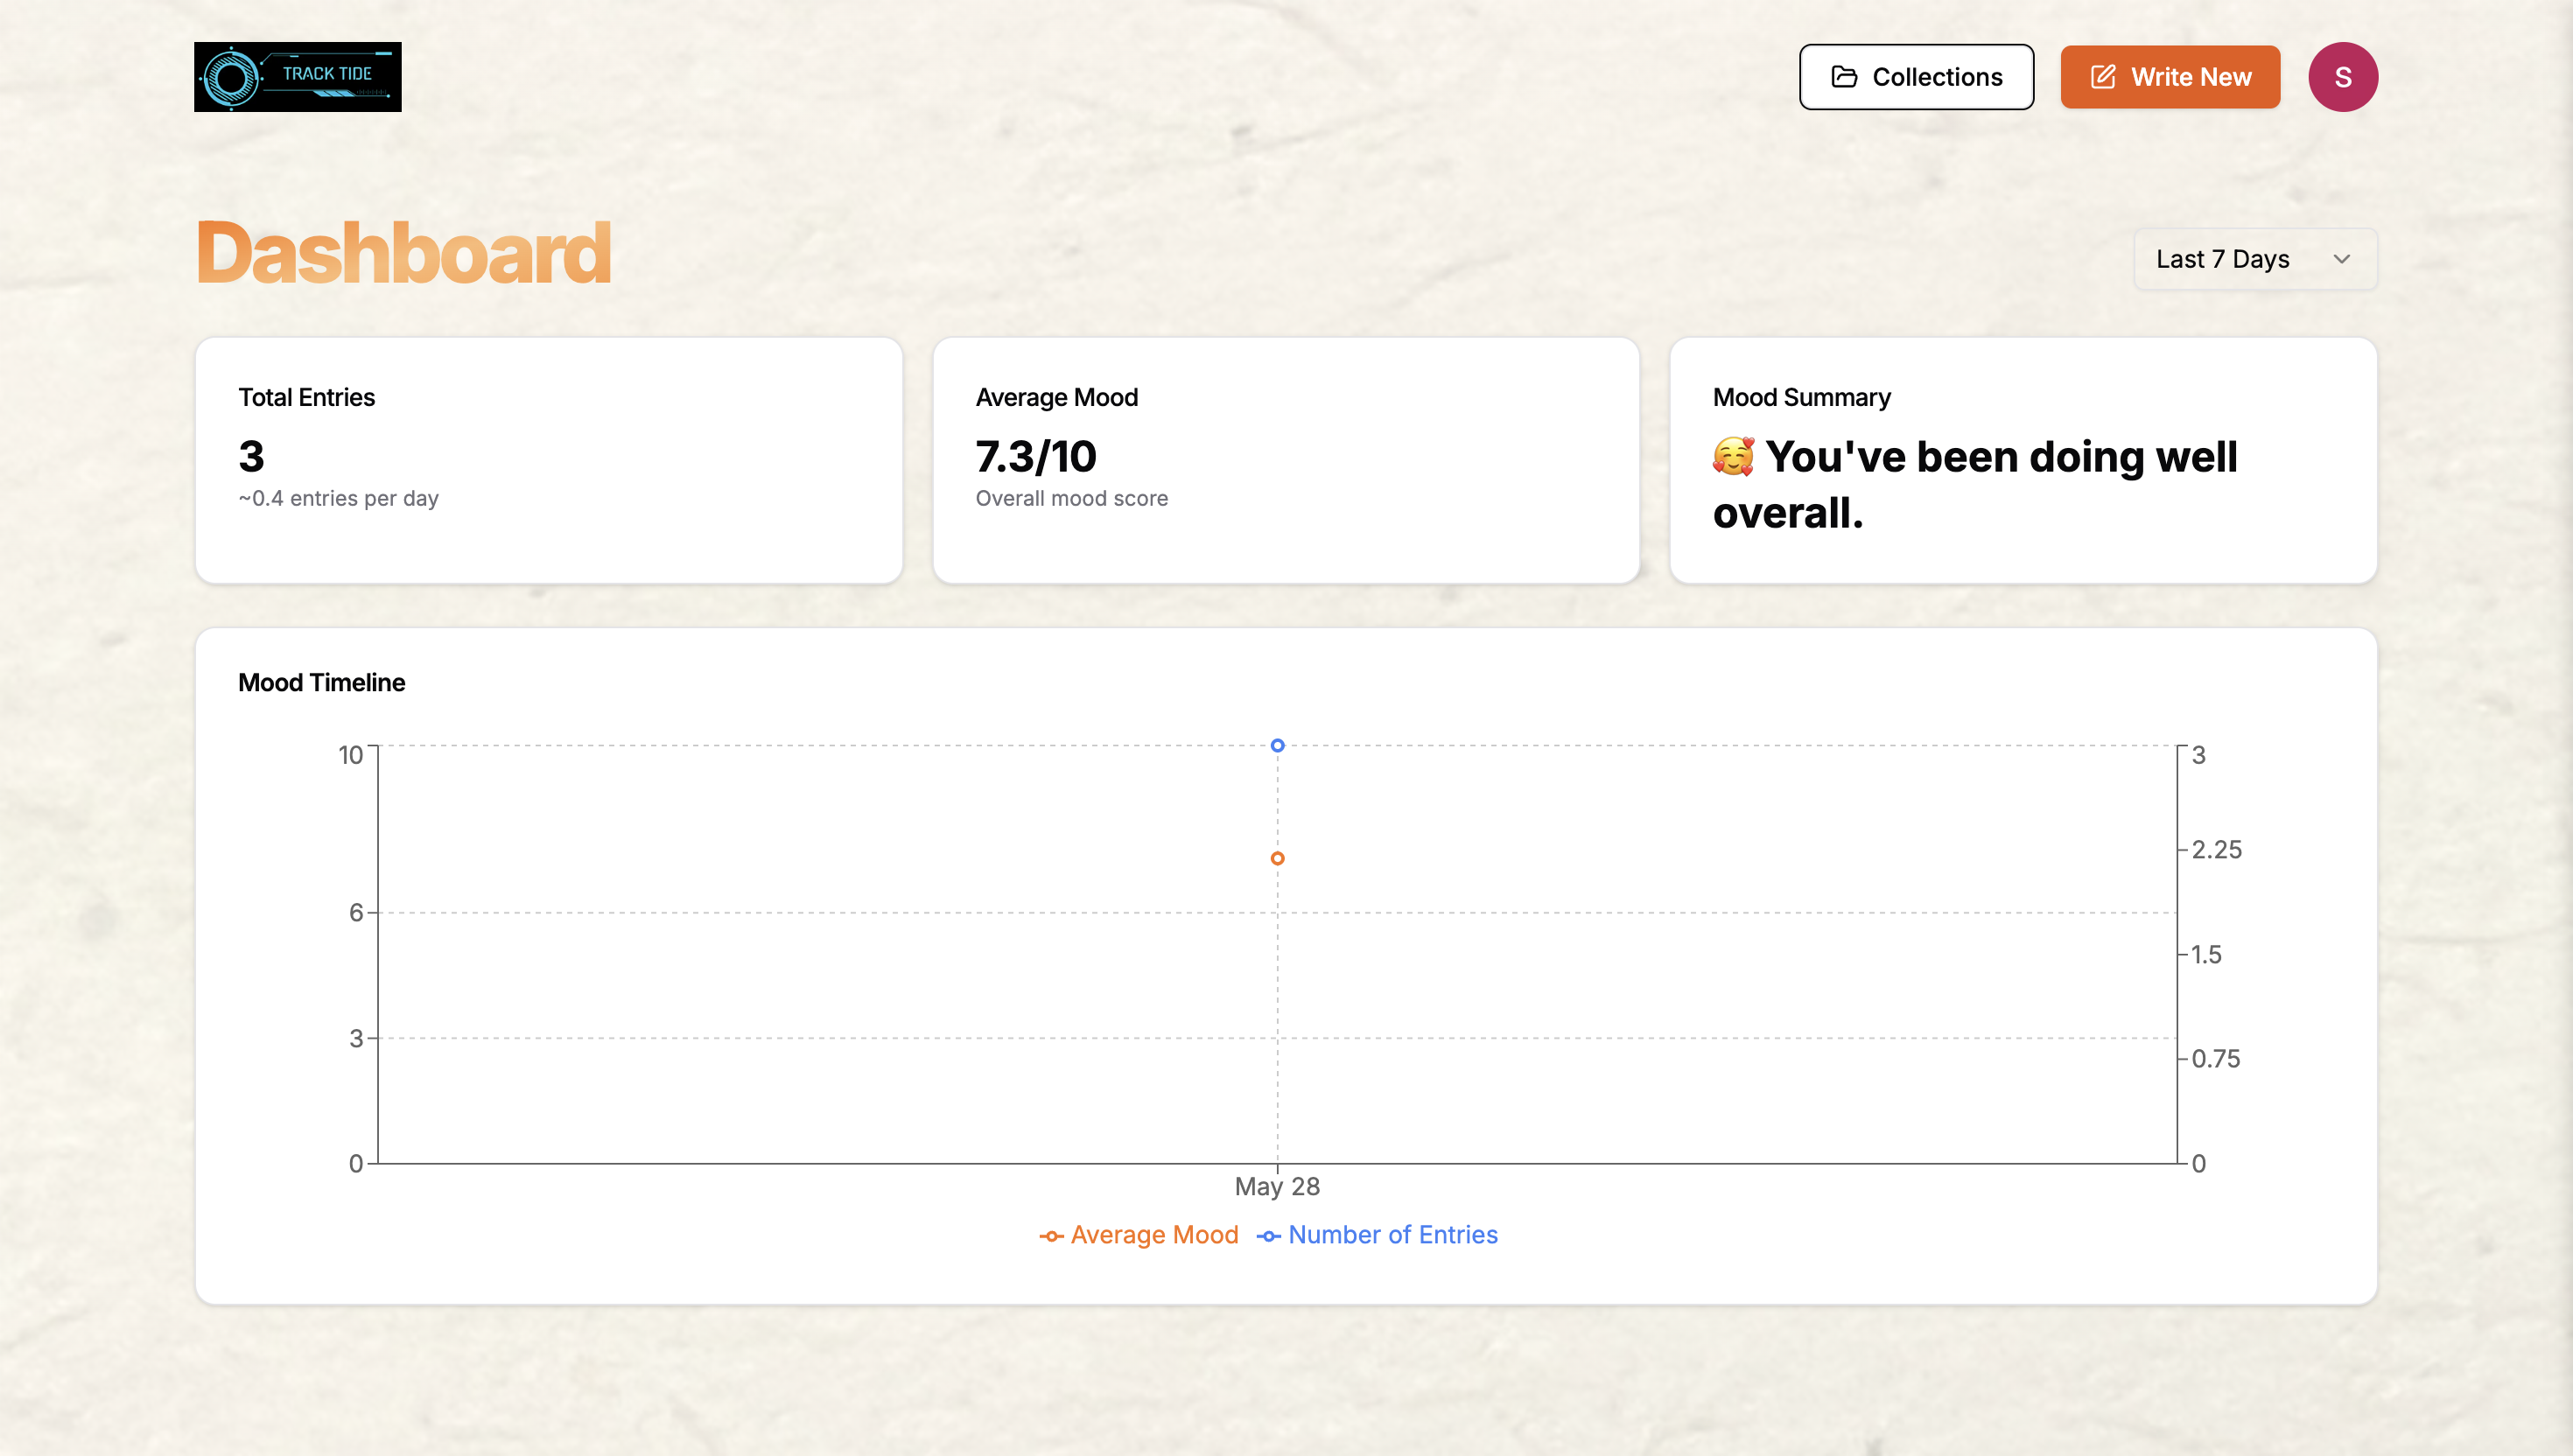 TRACK TIDE
Collections
Write New
S
Dashboard
Last 7 Days
Total Entries
3
~0.4 entries per day
Average Mood
7.3/10
Overall mood score
Mood Summary
🥰 You've been doing well
overall.
Mood Timeline
10
6
3
0
3
2.25
1.5
0.75
0
May 28
Average Mood
Number of Entries